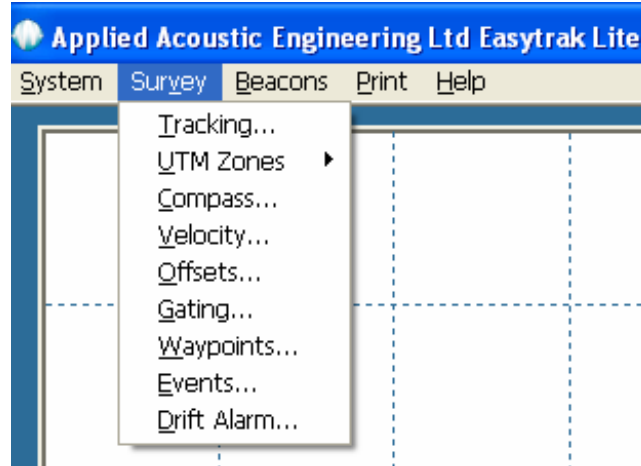 Applied Acoustic Engineering Ltd Easytrak Lite
System Survey Beacons Print Help
Tracking...
UTM Zones
Compass...
Velocity...
Offsets...
Gating...
Waypoints...
Events...
Drift Alarm...